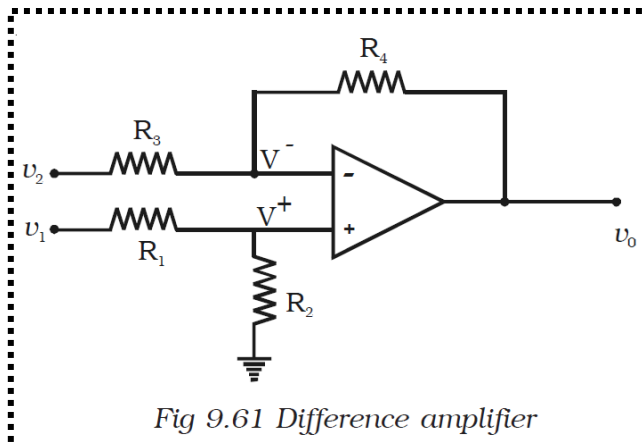 R₄
R₃
V⁻
v₂
-
V⁺
v₁
+
v₀
R₁
R₂
Fig 9.61 Difference amplifier